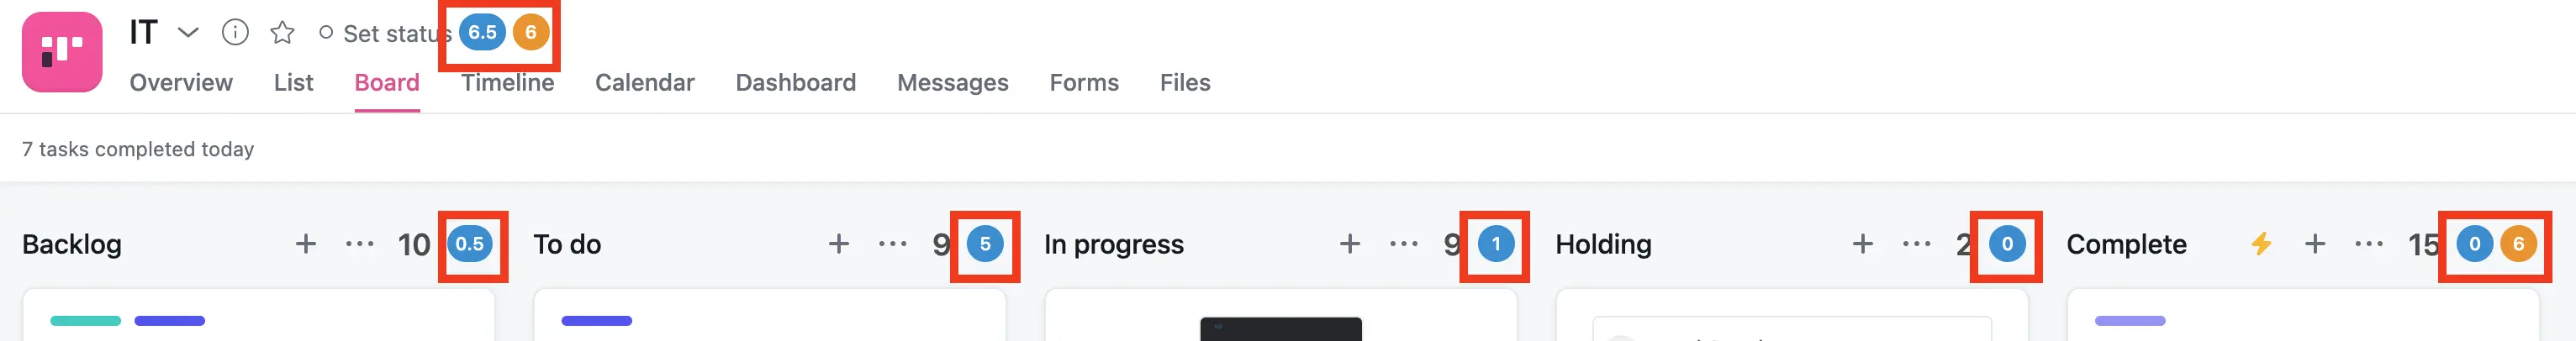 IT Set status 6.5 6
Overview List Board Timeline Calendar Dashboard Messages Forms Files
7 tasks completed today
Backlog 10 0.5 To do 9 5 In progress 9 1 Holding 2 0 Complete 15 0 6